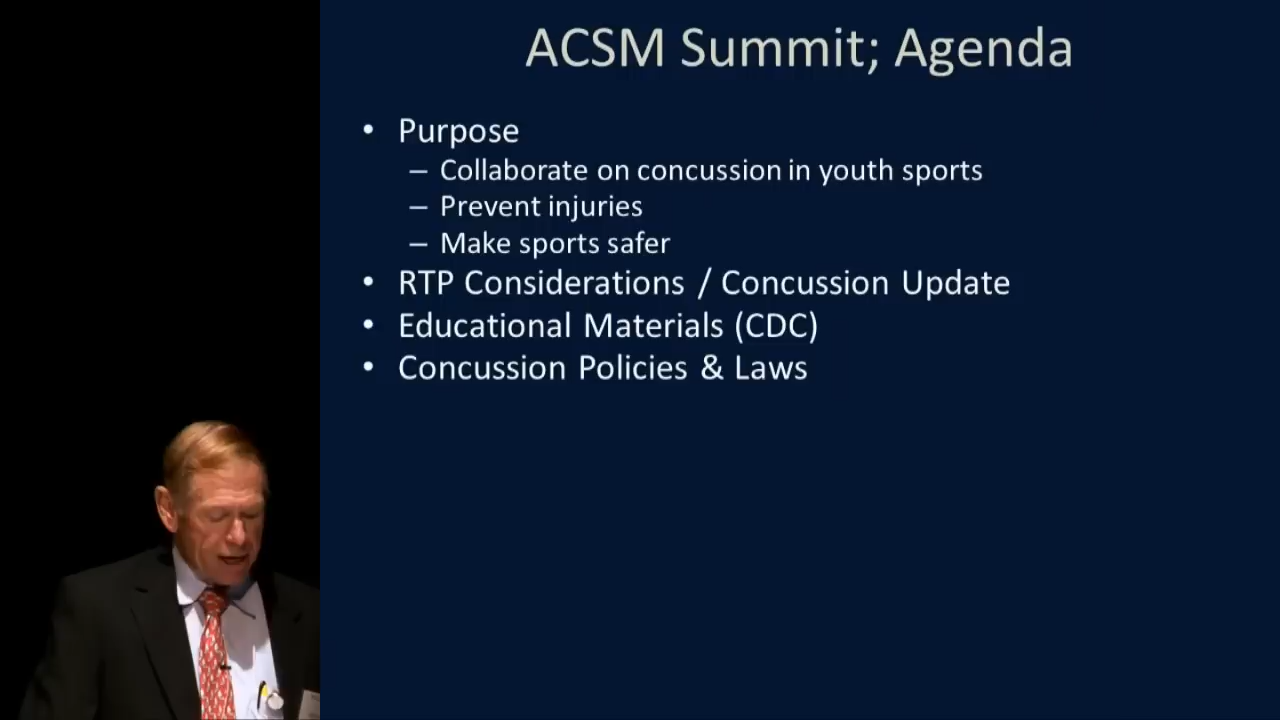 ACSM Summit; Agenda
• Purpose
– Collaborate on concussion in youth sports
– Prevent injuries
– Make sports safer
• RTP Considerations / Concussion Update
• Educational Materials (CDC)
• Concussion Policies & Laws